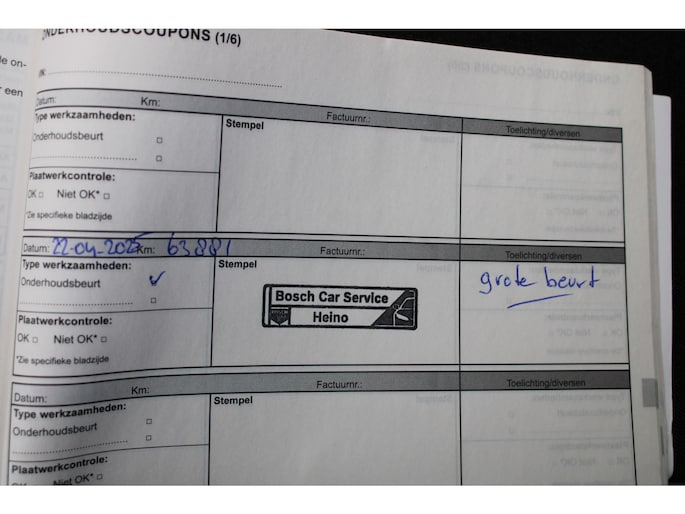 ONDERHOUDSCOUPONS (1/6)
Datum: Km: Factuurnr.: Toelichting/diversen
Type werkzaamheden: Stempel
Onderhoudsbeurt □
□
Plaatwerkcontrole:
OK □ Niet OK* □
*Zie specifieke bladzijde
Datum: 22-04-2025 Km: 63881 Factuurnr.: Toelichting/diversen
Type werkzaamheden: Stempel
Onderhoudsbeurt ✓ grote beurt
□
Bosch Car Service
Heino
Plaatwerkcontrole:
OK □ Niet OK* □
*Zie specifieke bladzijde
Datum: Km: Factuurnr.: Toelichting/diversen
Type werkzaamheden: Stempel
Onderhoudsbeurt □
□
Plaatwerkcontrole:
OK □ Niet OK* □